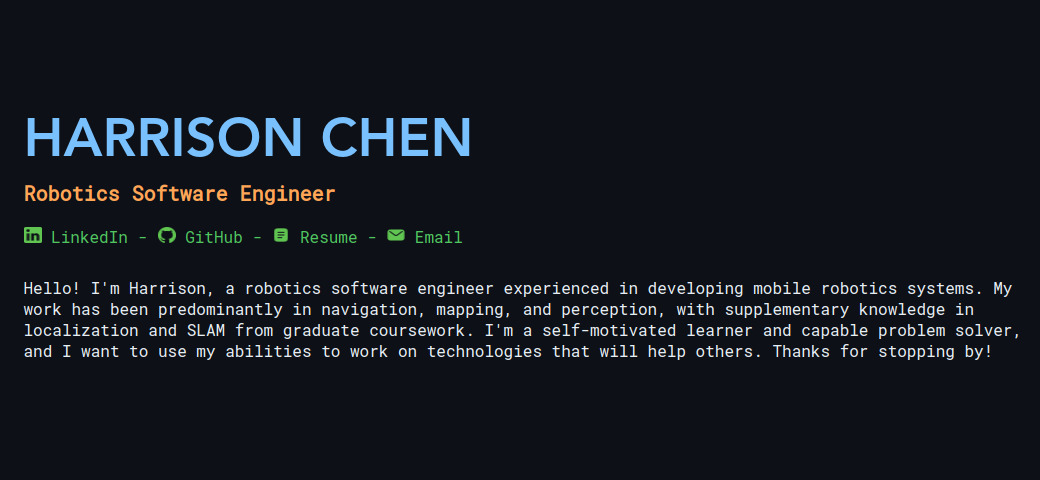 HARRISON CHEN
Robotics Software Engineer
LinkedIn - GitHub - Resume - Email
Hello! I'm Harrison, a robotics software engineer experienced in developing mobile robotics systems. My
work has been predominantly in navigation, mapping, and perception, with supplementary knowledge in
localization and SLAM from graduate coursework. I'm a self-motivated learner and capable problem solver,
and I want to use my abilities to work on technologies that will help others. Thanks for stopping by!